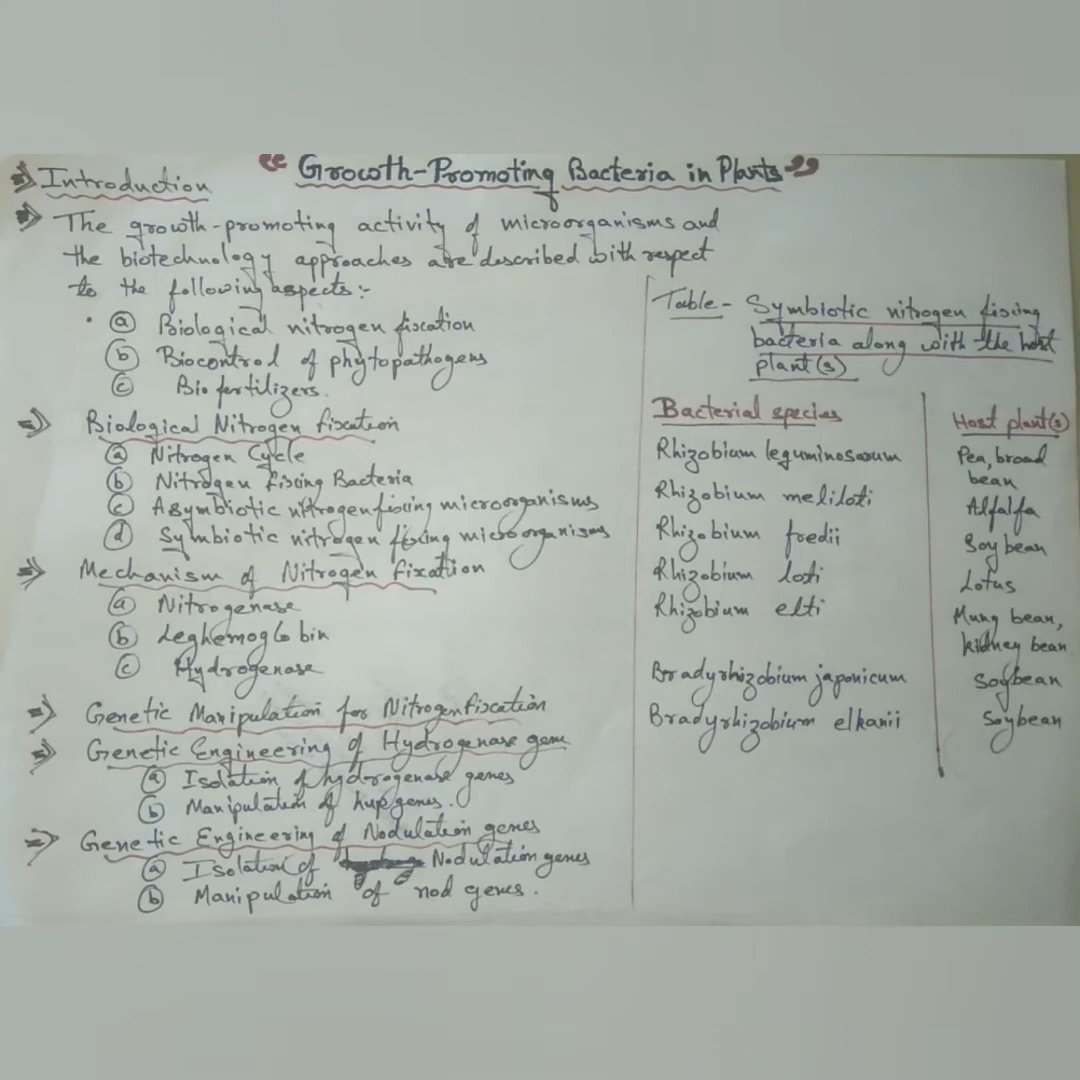 “ Growth-Promoting Bacteria in Plants ”
⇒ Introduction
⇒ The growth-promoting activity of microorganisms and
the biotechnology approaches are described with respect
to the following aspects:-
ⓐ Biological nitrogen fixation
ⓑ Biocontrol of phytopathogens
ⓒ Bio fertilizers.
⇒ Biological Nitrogen fixation
ⓐ Nitrogen Cycle
ⓑ Nitrogen fixing Bacteria
ⓒ Asymbiotic nitrogen fixing microorganisms
ⓓ Symbiotic nitrogen fixing microorganisms
⇒ Mechanism of Nitrogen fixation
ⓐ Nitrogenase
ⓑ Leghemoglobin
ⓒ Hydrogenase
⇒ Genetic Manipulation for Nitrogen fixation
⇒ Genetic Engineering of Hydrogenase gene
ⓐ Isolation of hydrogenase genes
ⓑ Manipulation of hup genes.
⇒ Genetic Engineering of Nodulation genes
ⓐ Isolation of Nodulation genes
ⓑ Manipulation of nod genes.
Table - Symbiotic nitrogen fixing
bacteria along with the host
plant(s)
Bacterial species Host plant(s)
Rhizobium leguminosarum Pea, broad
bean
Rhizobium meliloti Alfalfa
Rhizobium fredii Soybean
Rhizobium loti Lotus
Rhizobium elti Mung bean,
kidney bean
Bradyrhizobium japonicum Soybean
Bradyrhizobium elkanii Soybean